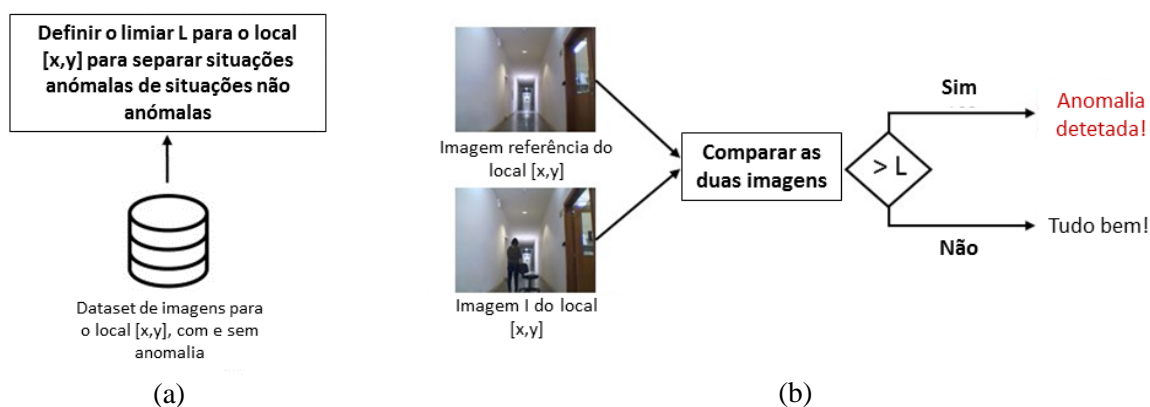 Definir o limiar L para o local
[x,y] para separar situações
anómalas de situações não
anómalas
Dataset de imagens para
o local [x,y], com e sem
anomalia
(a)
Imagem referência do
local [x,y]
Imagem I do local
[x,y]
Comparar as
duas imagens
> L
Sim
Anomalia
detetada!
Não
Tudo bem!
(b)